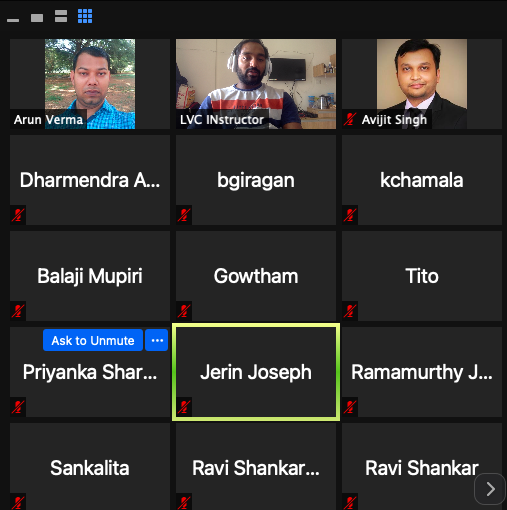 Arun Verma
LVC INstructor
Avijit Singh
Dharmendra A...
bgiragan
kchamala
Balaji Mupiri
Gowtham
Tito
Ask to Unmute
Priyanka Shar...
Jerin Joseph
Ramamurthy J...
Sankalita
Ravi Shankar...
Ravi Shankar